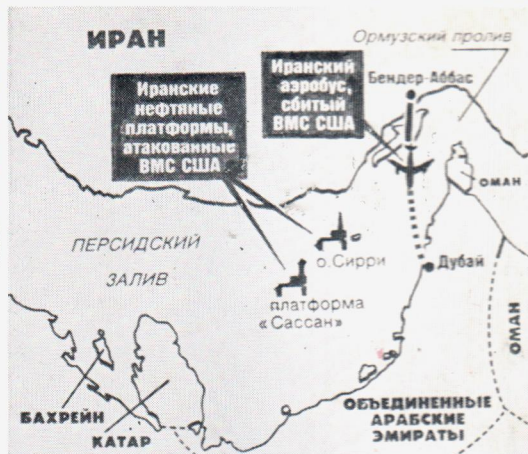 ИРАН
Ормузский пролив
Иранские
нефтяные
платформы,
атакованные
ВМС США
Иранский
аэробус,
сбитый
ВМС США
Бендер-Аббас
ОМАН
ПЕРСИДСКИЙ
ЗАЛИВ
о.Сирри
Дубай
платформа
«Сассан»
ОМАН
БАХРЕЙН
КАТАР
ОБЪЕДИНЕННЫЕ
АРАБСКИЕ
ЭМИРАТЫ